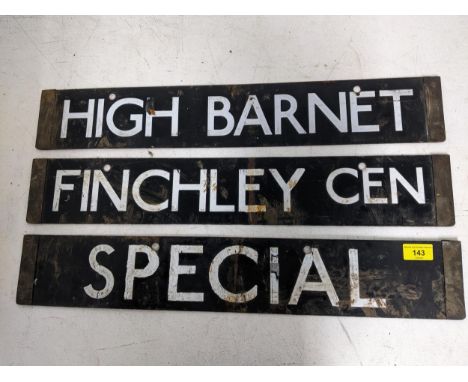 HIGH BARNET
FINCHLEY CEN
SPECIAL
143